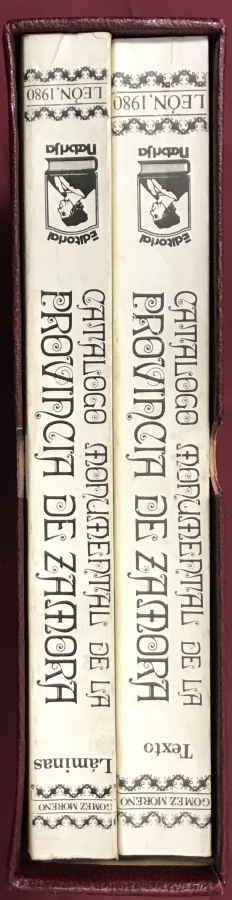 GOMEZ MORENO
Láminas
CATALOGO MONUMENTAL DE LA
PROVINCIA DE ZAMORA
Editorial
Nebrija
LEÓN, 1980
GOMEZ MORENO
Texto
CATALOGO MONUMENTAL DE LA
PROVINCIA DE ZAMORA
Editorial
Nebrija
LEÓN, 1980